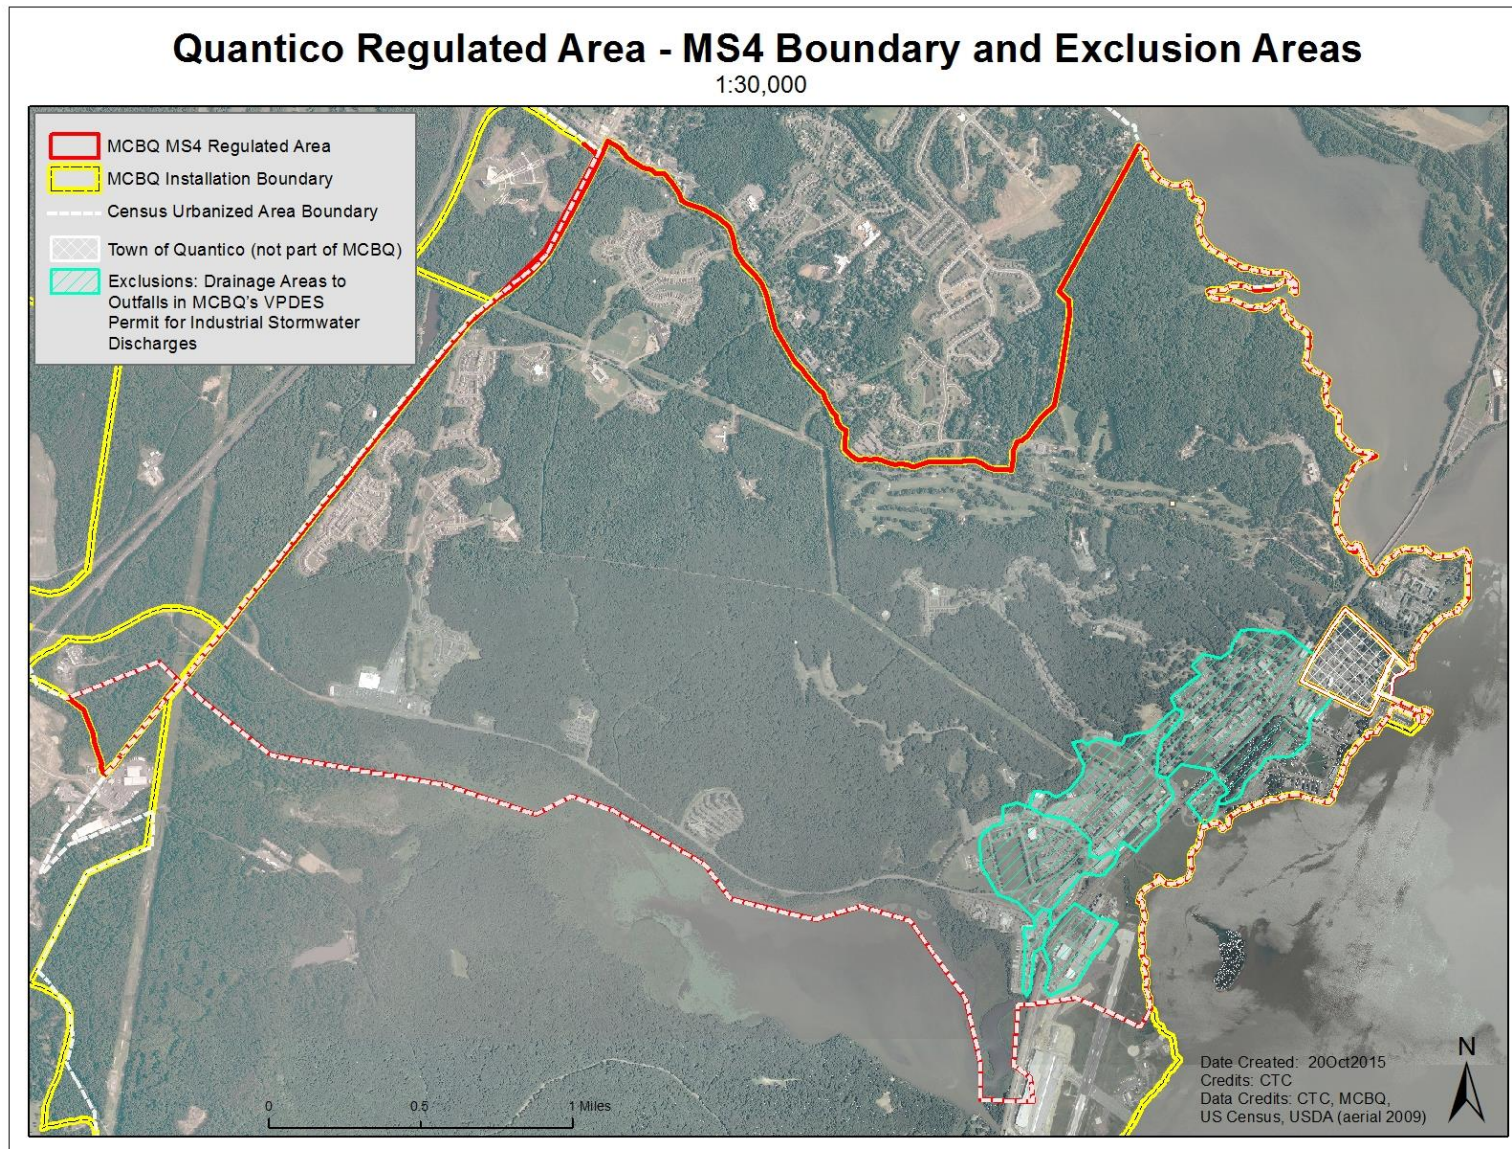 Quantico Regulated Area - MS4 Boundary and Exclusion Areas
1:30,000
MCBQ MS4 Regulated Area
MCBQ Installation Boundary
Census Urbanized Area Boundary
Town of Quantico (not part of MCBQ)
Exclusions: Drainage Areas to
Outfalls in MCBQ's VPDES
Permit for Industrial Stormwater
Discharges
0 0.5 1 Miles
Date Created: 20Oct2015
Credits: CTC
Data Credits: CTC, MCBQ,
US Census, USDA (aerial 2009)
N